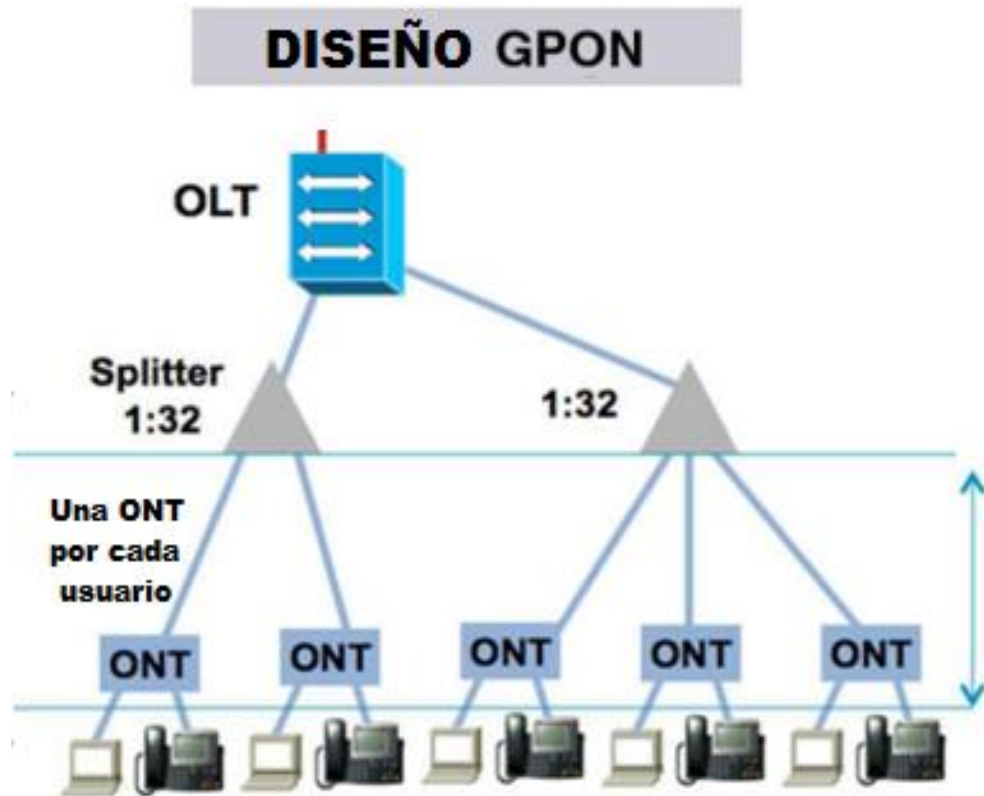 DISEÑO GPON
OLT
Splitter
1:32
1:32
Una ONT
por cada
usuario
ONT
ONT
ONT
ONT
ONT